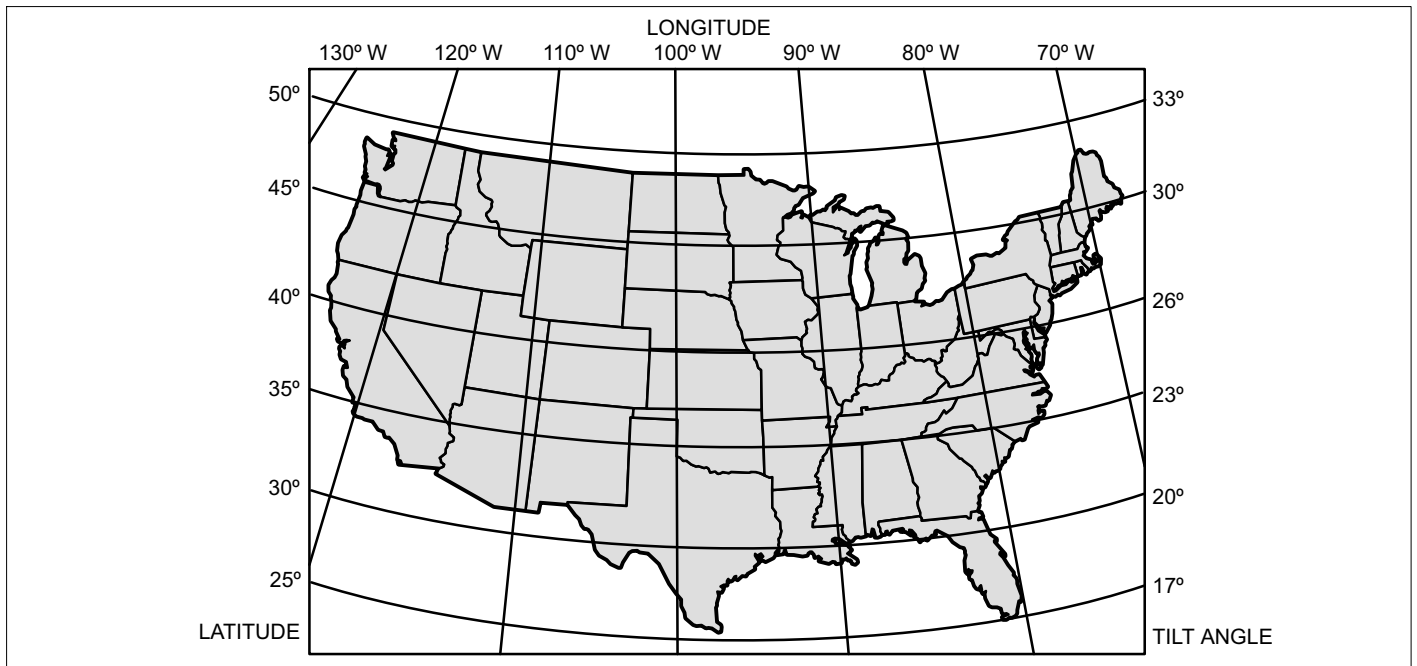 LONGITUDE
130º W 120º W 110º W 100º W 90º W 80º W 70º W
50º 33º
45º 30º
40º 26º
35º 23º
30º 20º
25º 17º
LATITUDE TILT ANGLE